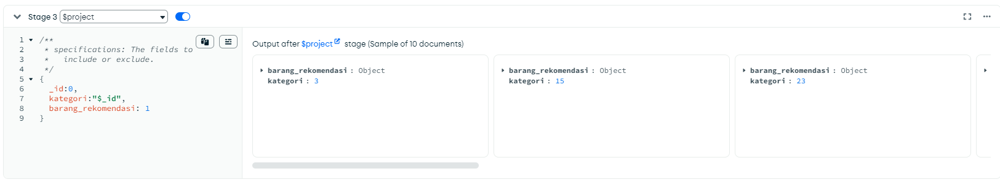 Stage 3 $project
1 /**
2 * specifications: The fields to
3 *   include or exclude.
4 */
5 {
6 _id:0,
7 kategori:"$_id",
8 barang_rekomendasi: 1
9 }
Output after $project stage (Sample of 10 documents)
barang_rekomendasi : Object
kategori : 3
barang_rekomendasi : Object
kategori : 15
barang_rekomendasi : Object
kategori : 23